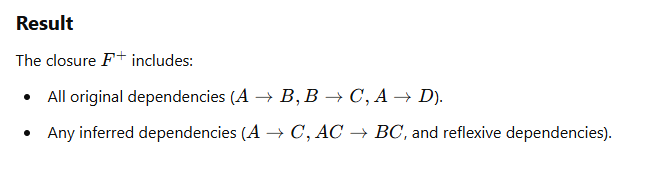 Result
The closure F⁺ includes:
• All original dependencies (A → B, B → C, A → D).
• Any inferred dependencies (A → C, AC → BC, and reflexive dependencies).